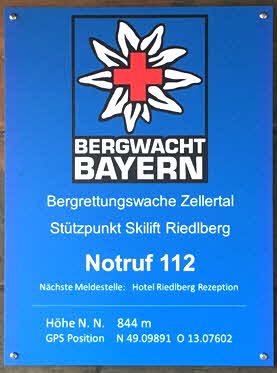 BERGWACHT
BAYERN
Bergrettungswache Zellertal
Stützpunkt Skilift Riedlberg
Notruf 112
Nächste Meldestelle: Hotel Riedlberg Rezeption
Höhe N. N. 844 m
GPS Position N 49.09891 O 13.07602